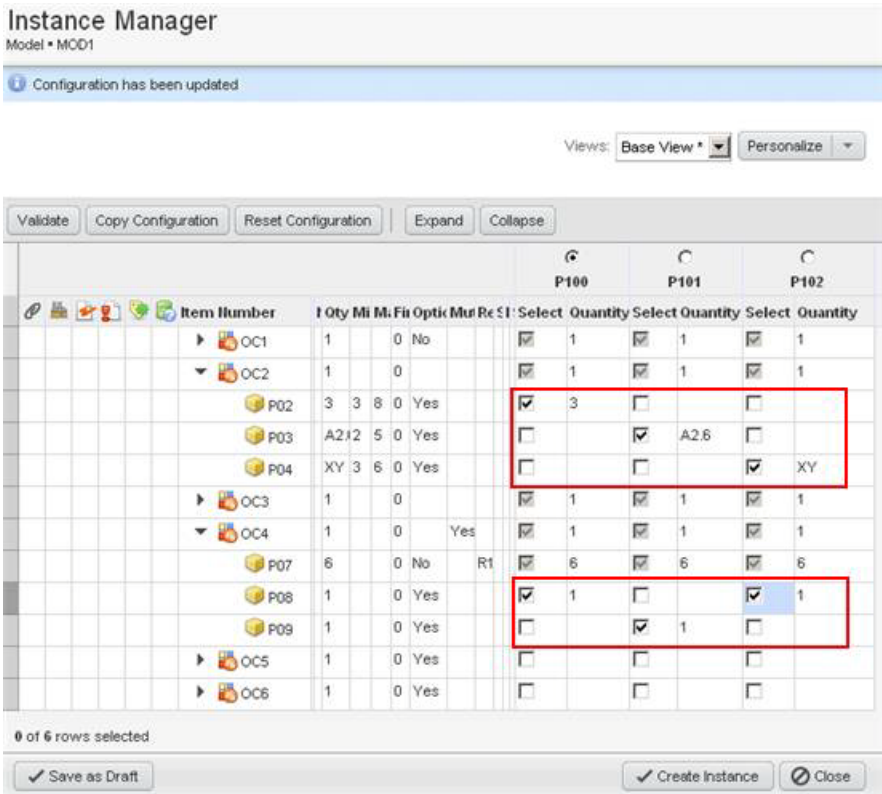 Instance Manager
Model • MOD1
Configuration has been updated
Views: Base View * Personalize
Validate Copy Configuration Reset Configuration Expand Collapse
P100 P101 P102
Item Number Qty Mi Fii Optic Mut Re Select Quantity Select Quantity Select Quantity
OC1 1 0 No 1 1 1
OC2 1 0 1 1 1
P02 3 3 8 0 Yes 3
P03 5 0 Yes A2.6
P04 XY 3 6 0 Yes XY
OC3 1 0 1 1 1
OC4 1 0 Yes 1 1 1
P07 6 0 No R1 6 6 6
P08 1 0 Yes 1 1
P09 1 0 Yes 1
OC5 1 0 Yes
OC6 1 0 Yes
0 of 6 rows selected
Save as Draft Create Instance Close